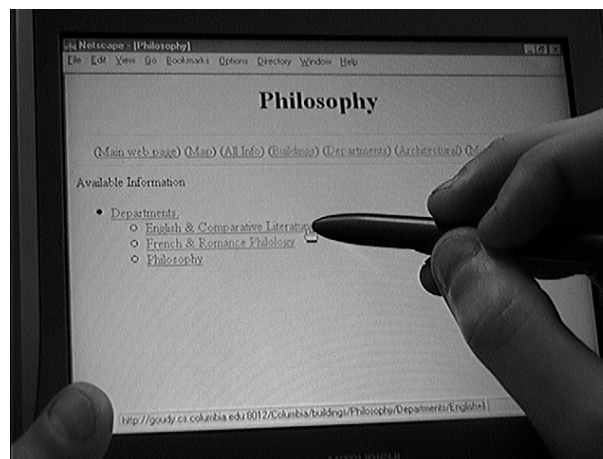 Netscape - [Philosophy]
File Edit View Go Bookmarks Options Directory Window Help
Philosophy
(Main web page) (Map) (All Info) (Buildings) (Departments) (Architectural)
Available Information
Departments.
English & Comparative Literature
French & Romance Philology
Philosophy
http://goudy.cs.columbia.edu:8012/Columbia/buildings/Philosophy/Departments/English+
MITSUBISHI